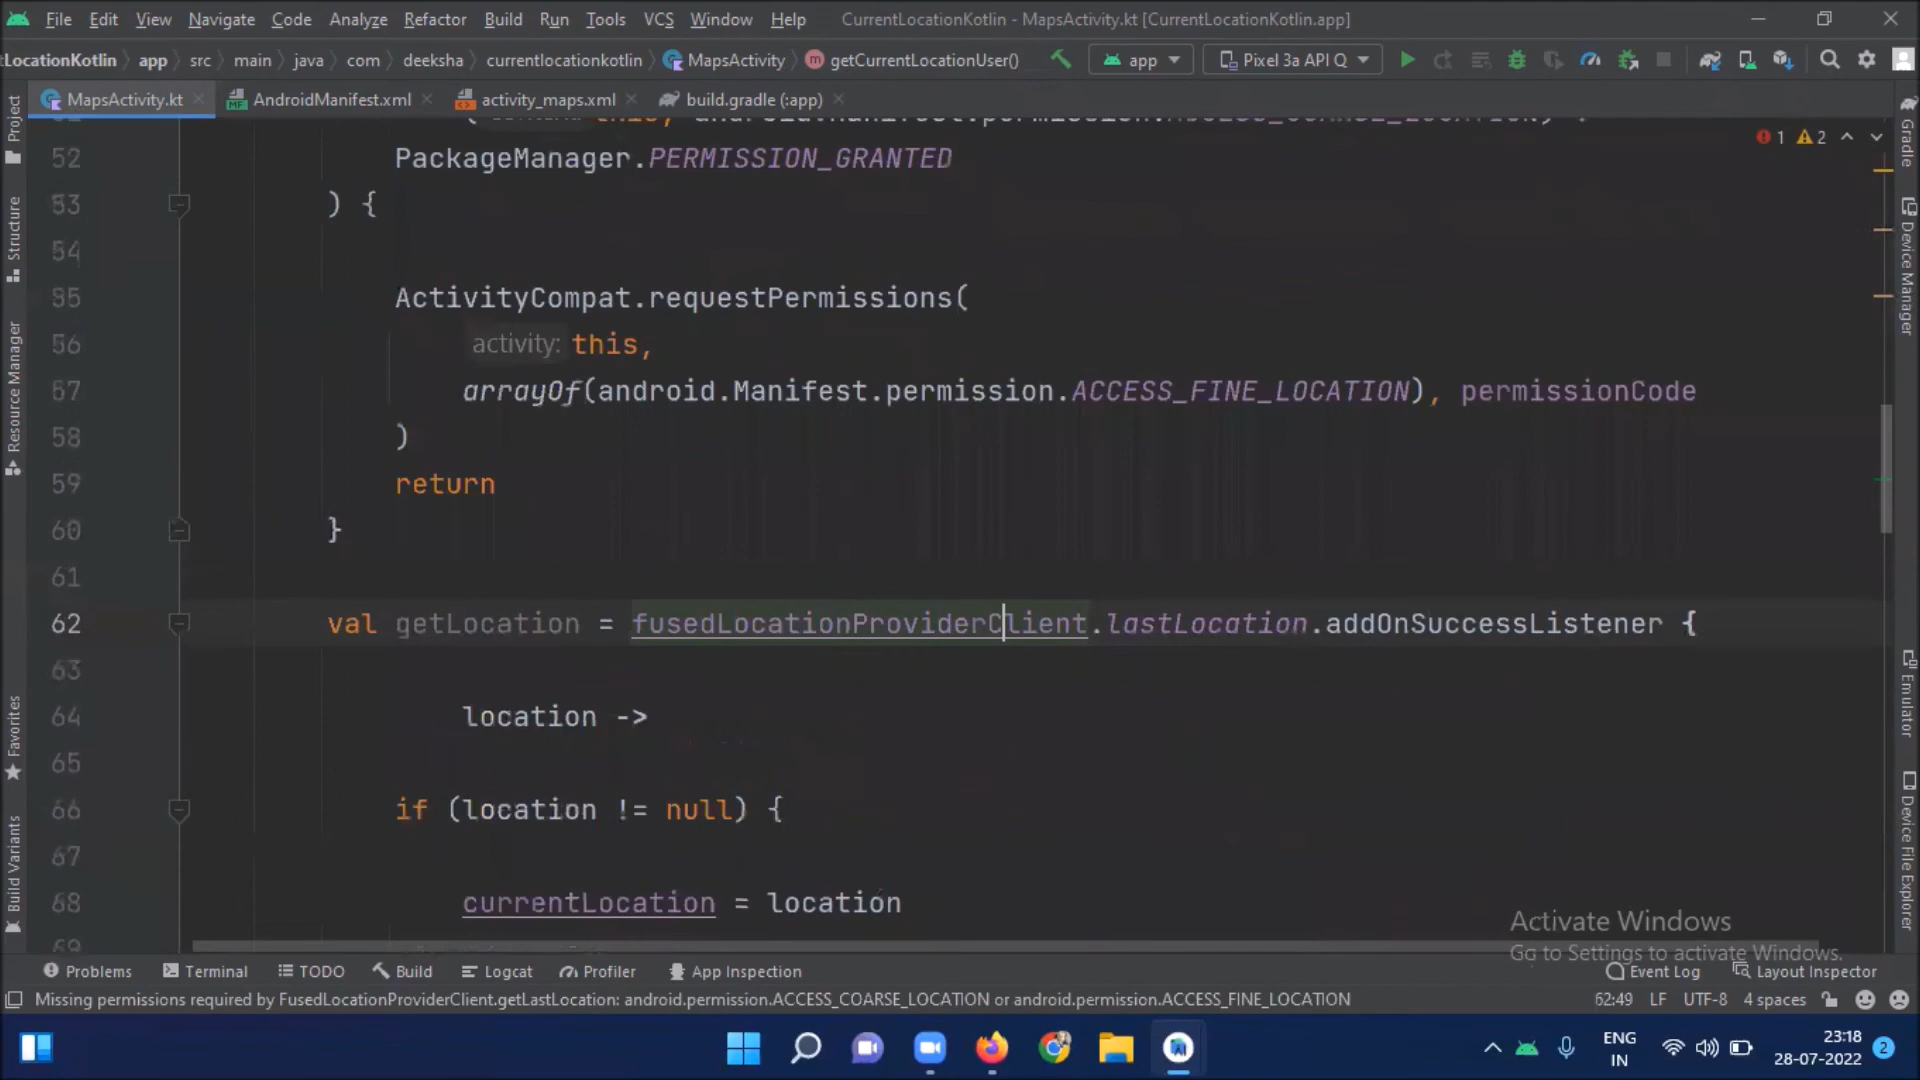 File Edit View Navigate Code Analyze Refactor Build Run Tools VCS Window Help CurrentLocationKotlin - MapsActivity.kt [CurrentLocationKotlin.app]
LocationKotlin app src main java com deeksha currentlocationkotlin MapsActivity getCurrentLocationUser() app Pixel 3a API Q
MapsActivity.kt AndroidManifest.xml activity_maps.xml build.gradle (:app)
1 2
52 PackageManager.PERMISSION_GRANTED
53 ) {
54
55 ActivityCompat.requestPermissions(
56 activity: this,
57 arrayOf(android.Manifest.permission.ACCESS_FINE_LOCATION), permissionCode
58 )
59 return
60 }
61
62 val getLocation = fusedLocationProviderClient.lastLocation.addOnSuccessListener {
63
64 location ->
65
66 if (location != null) {
67
68 currentLocation = location
69
Project
Structure
Resource Manager
Favorites
Build Variants
Gradle
Device Manager
Emulator
Device File Explorer
Activate Windows
Go to Settings to activate Windows.
Problems Terminal TODO Build Logcat Profiler App Inspection Event Log Layout Inspector
Missing permissions required by FusedLocationProviderClient.getLastLocation: android.permission.ACCESS_COARSE_LOCATION or android.permission.ACCESS_FINE_LOCATION 62:49 LF UTF-8 4 spaces
ENG
IN
23:18
28-07-2022
2